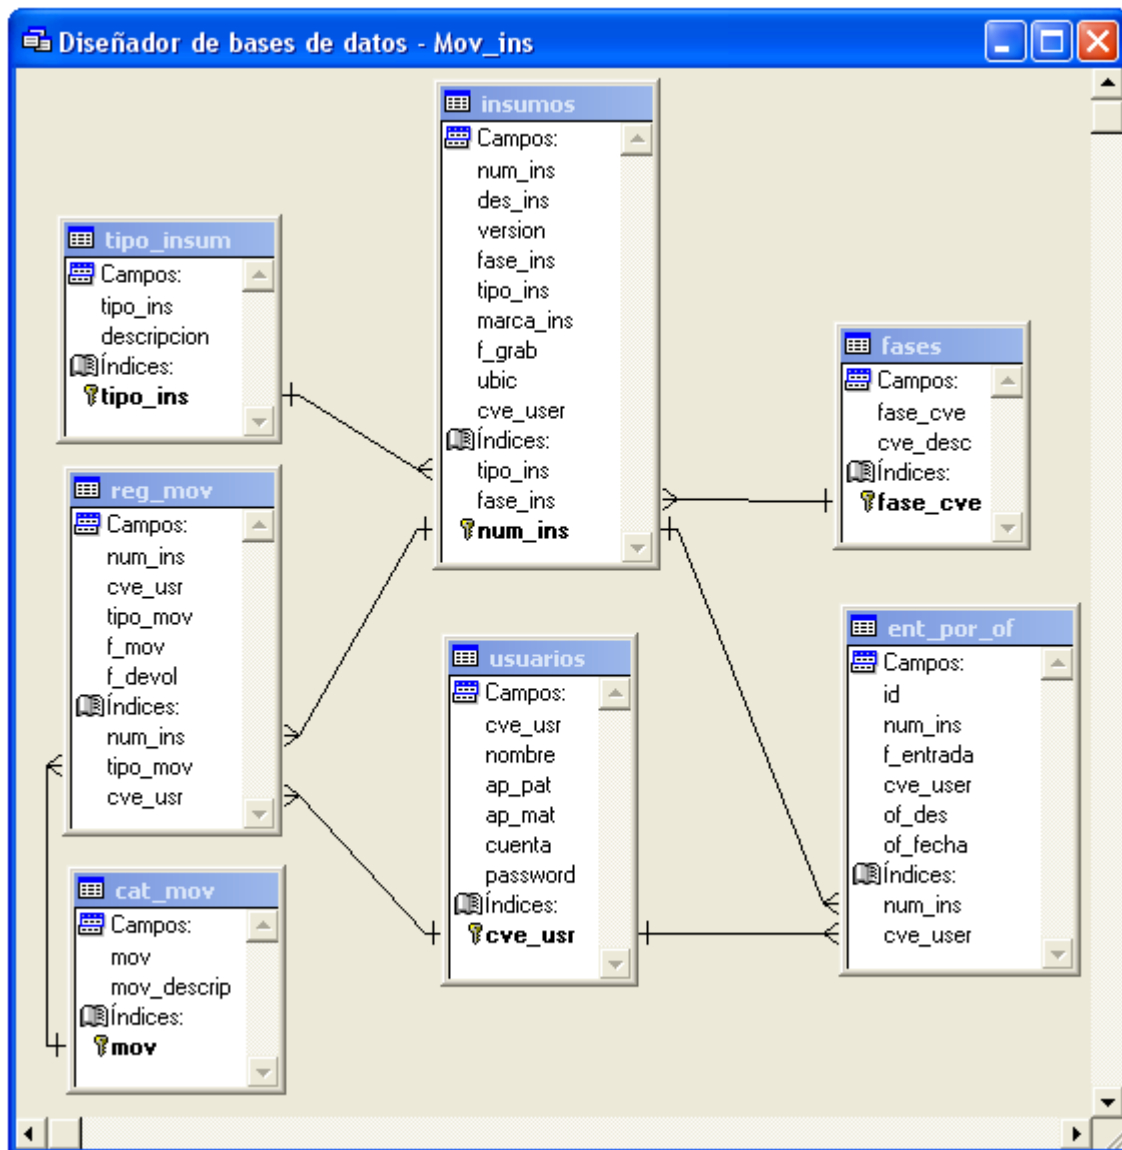 Diseñador de bases de datos - Mov_ins
insumos
Campos:
num_ins
des_ins
version
fase_ins
tipo_ins
marca_ins
f_grab
ubic
cve_user
Índices:
tipo_ins
fase_ins
num_ins
tipo_insum
Campos:
tipo_ins
descripcion
Índices:
tipo_ins
fases
Campos:
fase_cve
cve_desc
Índices:
fase_cve
reg_mov
Campos:
num_ins
cve_usr
tipo_mov
f_mov
f_devol
Índices:
num_ins
tipo_mov
cve_usr
usuarios
Campos:
cve_usr
nombre
ap_pat
ap_mat
cuenta
password
Índices:
cve_usr
ent_por_of
Campos:
id
num_ins
f_entrada
cve_user
of_des
of_fecha
Índices:
num_ins
cve_user
cat_mov
Campos:
mov
mov_descrip
Índices:
mov